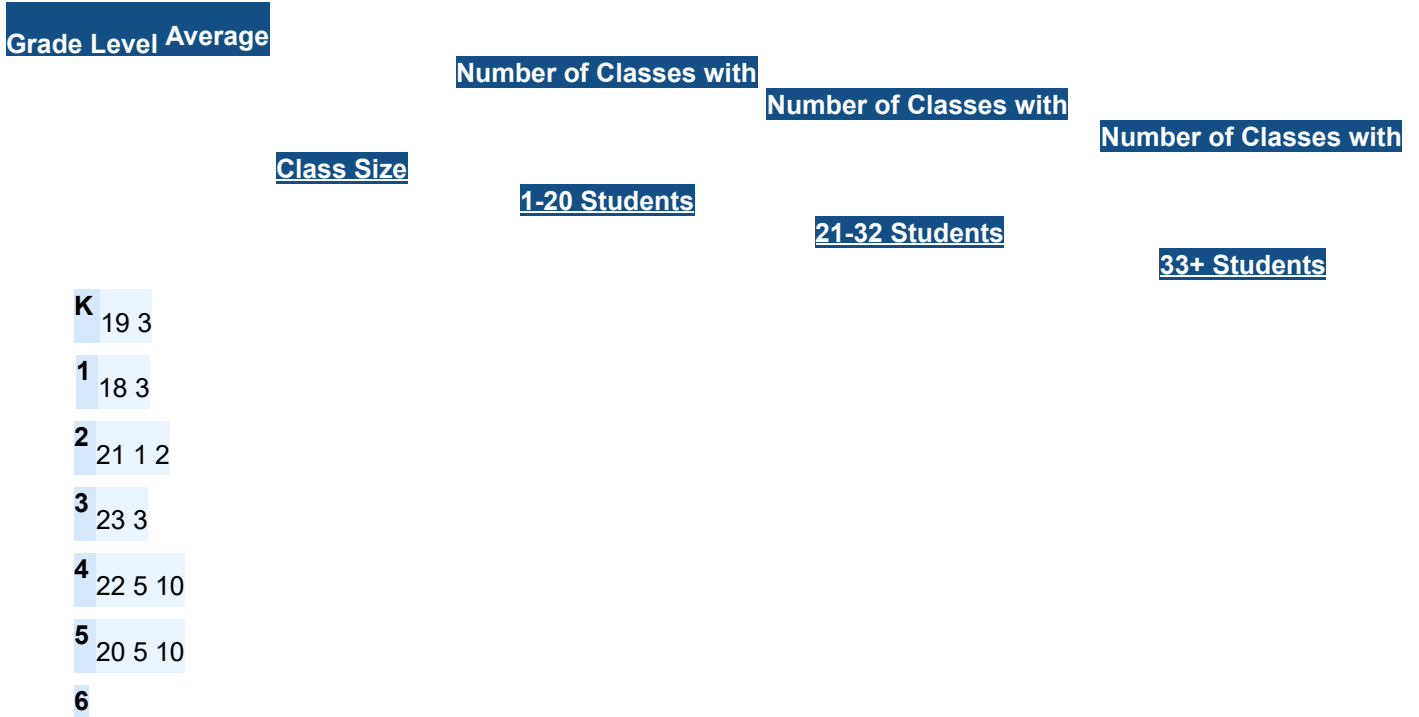 Grade Level Average
Number of Classes with
Number of Classes with
Number of Classes with
Class Size
1-20 Students
21-32 Students
33+ Students
K 19 3
1 18 3
2 21 1 2
3 23 3
4 22 5 10
5 20 5 10
6